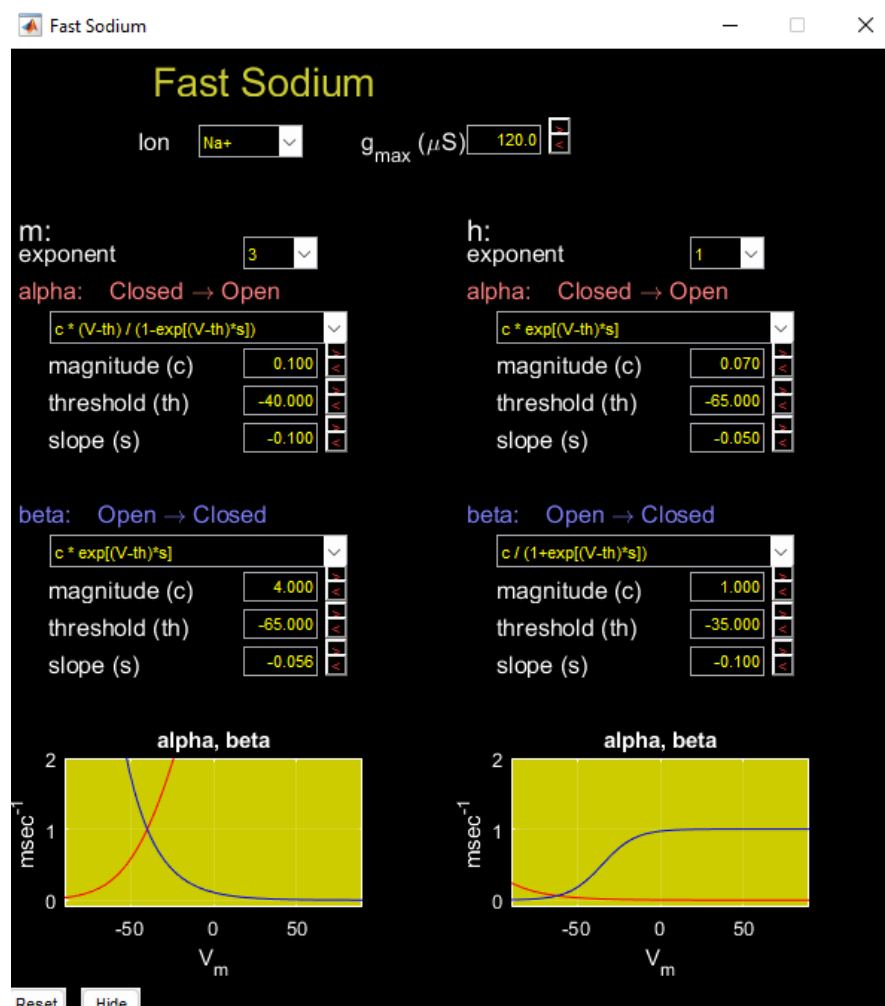 Fast Sodium
Fast Sodium
Ion Na+ gmax (μS) 120.0
m:
exponent 3
alpha: Closed → Open
c * (V-th) / (1-exp[(V-th)*s])
magnitude (c) 0.100
threshold (th) -40.000
slope (s) -0.100
beta: Open → Closed
c * exp[(V-th)*s]
magnitude (c) 4.000
threshold (th) -65.000
slope (s) -0.056
alpha, beta
2
1
0
msec-1
-50 0 50
Vm
h:
exponent 1
alpha: Closed → Open
c * exp[(V-th)*s]
magnitude (c) 0.070
threshold (th) -65.000
slope (s) -0.050
beta: Open → Closed
c / (1+exp[(V-th)*s])
magnitude (c) 1.000
threshold (th) -35.000
slope (s) -0.100
alpha, beta
2
1
0
msec-1
-50 0 50
Vm
Reset Hide